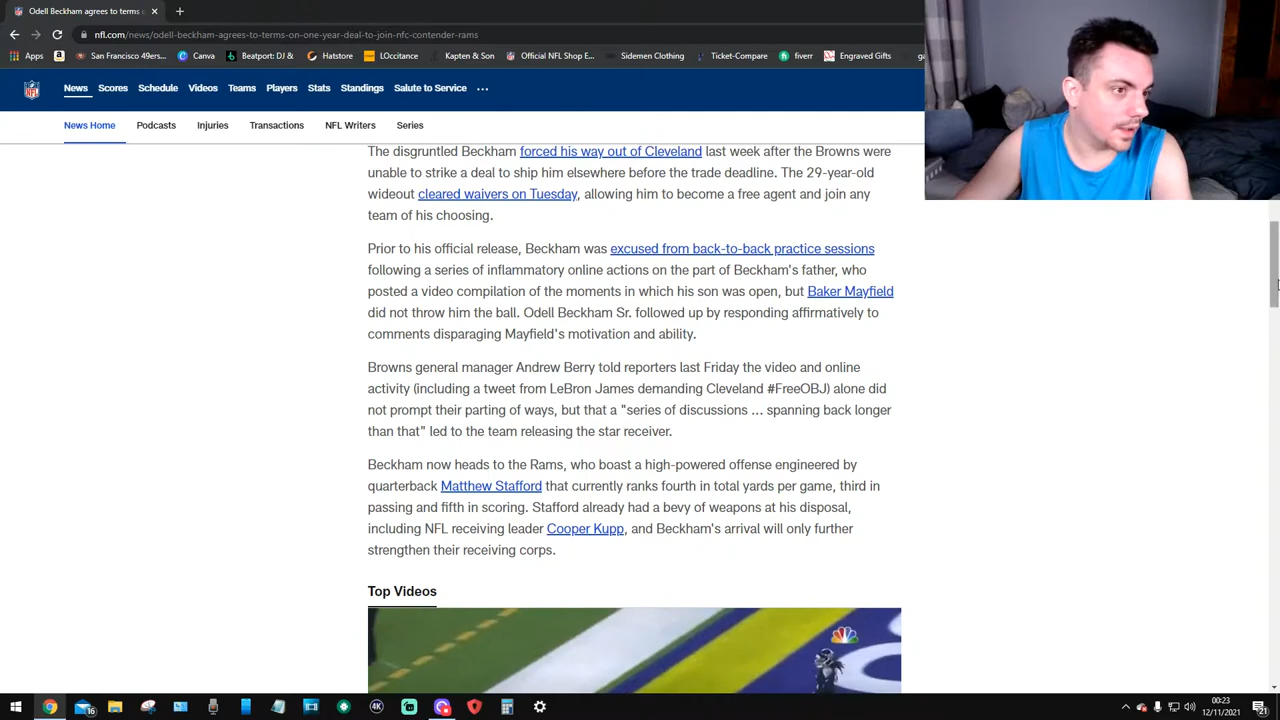 Odell Beckham agrees to terms
nfl.com/news/odell-beckham-agrees-to-terms-on-one-year-deal-to-join-nfc-contender-rams
Apps
San Francisco 49ers...
Canva
Beatport: DJ &
Hatstore
LOccitane
Kapten & Son
Official NFL Shop E...
Sidemen Clothing
Ticket-Compare
fiverr
Engraved Gifts
News Scores Schedule Videos Teams Players Stats Standings Salute to Service ...
News Home Podcasts Injuries Transactions NFL Writers Series
The disgruntled Beckham forced his way out of Cleveland last week after the Browns were
unable to strike a deal to ship him elsewhere before the trade deadline. The 29-year-old
wideout cleared waivers on Tuesday, allowing him to become a free agent and join any
team of his choosing.
Prior to his official release, Beckham was excused from back-to-back practice sessions
following a series of inflammatory online actions on the part of Beckham's father, who
posted a video compilation of the moments in which his son was open, but Baker Mayfield
did not throw him the ball. Odell Beckham Sr. followed up by responding affirmatively to
comments disparaging Mayfield's motivation and ability.
Browns general manager Andrew Berry told reporters last Friday the video and online
activity (including a tweet from LeBron James demanding Cleveland #FreeOBJ) alone did
not prompt their parting of ways, but that a "series of discussions ... spanning back longer
than that" led to the team releasing the star receiver.
Beckham now heads to the Rams, who boast a high-powered offense engineered by
quarterback Matthew Stafford that currently ranks fourth in total yards per game, third in
passing and fifth in scoring. Stafford already had a bevy of weapons at his disposal,
including NFL receiving leader Cooper Kupp, and Beckham's arrival will only further
strengthen their receiving corps.
Top Videos
4K
00:23
12/11/2021